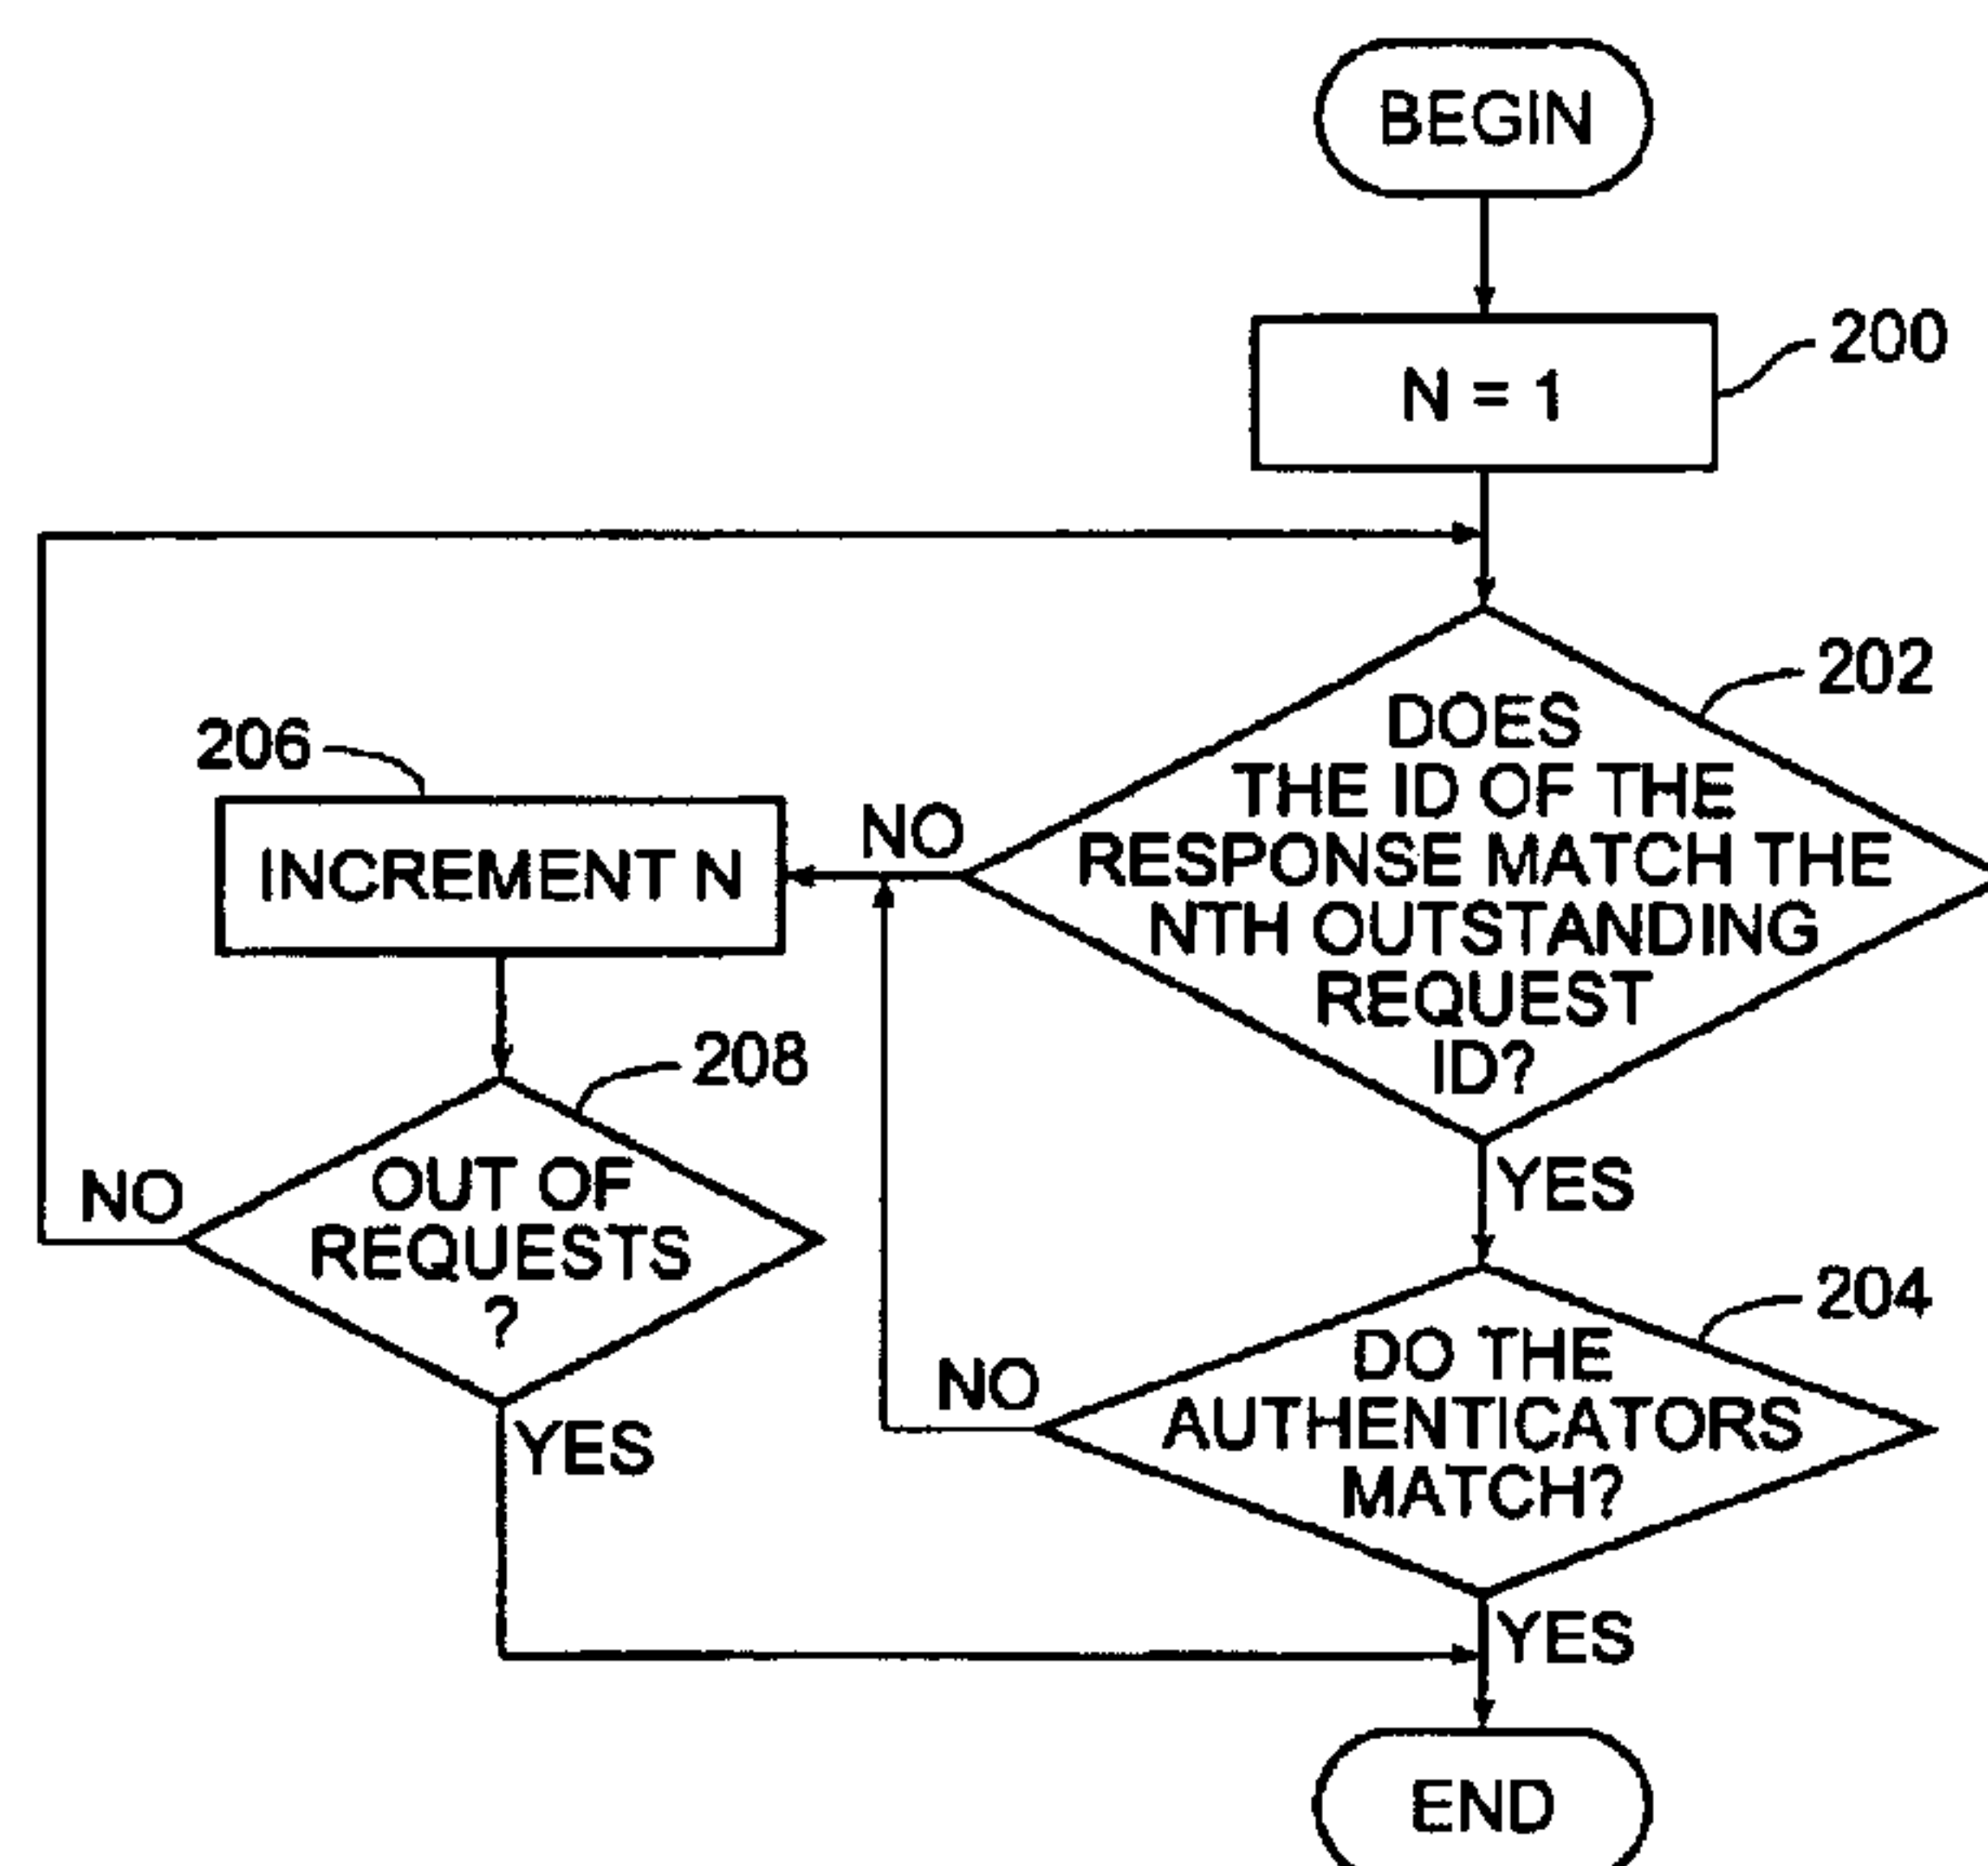 BEGIN
N = 1
200
DOES
THE ID OF THE
RESPONSE MATCH THE
NTH OUTSTANDING
REQUEST
ID?
202
NO
YES
206
INCREMENT N
208
OUT OF
REQUESTS
?
NO
YES
204
DO THE
AUTHENTICATORS
MATCH?
NO
YES
END